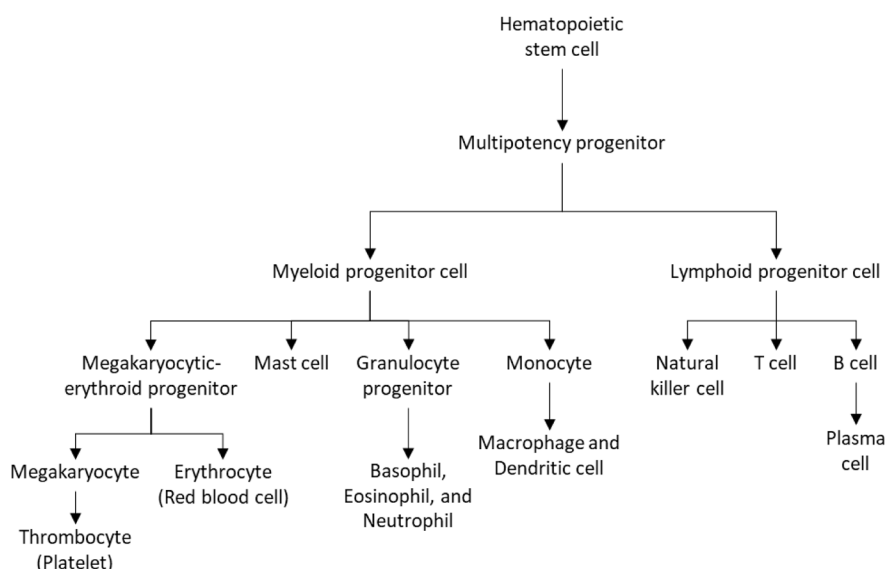 Hematopoietic
stem cell
Multipotency progenitor
Myeloid progenitor cell
Lymphoid progenitor cell
Megakaryocytic-
erythroid progenitor
Mast cell
Granulocyte
progenitor
Monocyte
Natural
killer cell
T cell
B cell
Megakaryocyte
Erythrocyte
(Red blood cell)
Basophil,
Eosinophil, and
Neutrophil
Macrophage and
Dendritic cell
Plasma
cell
Thrombocyte
(Platelet)